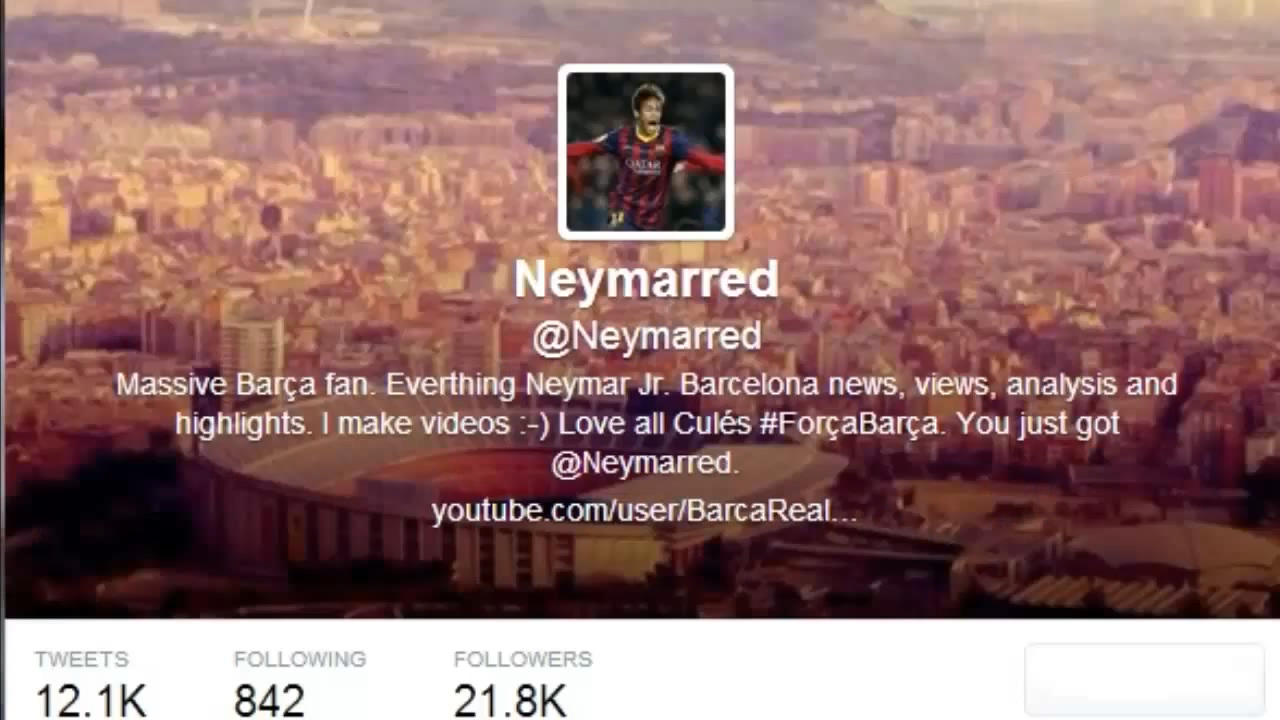 QATAR
Neymarred
@Neymarred
Massive Barça fan. Everthing Neymar Jr. Barcelona news, views, analysis and
highlights. I make videos :-) Love all Culés #ForçaBarça. You just got
@Neymarred.
youtube.com/user/BarcaReal...
TWEETS FOLLOWING FOLLOWERS
12.1K 842 21.8K